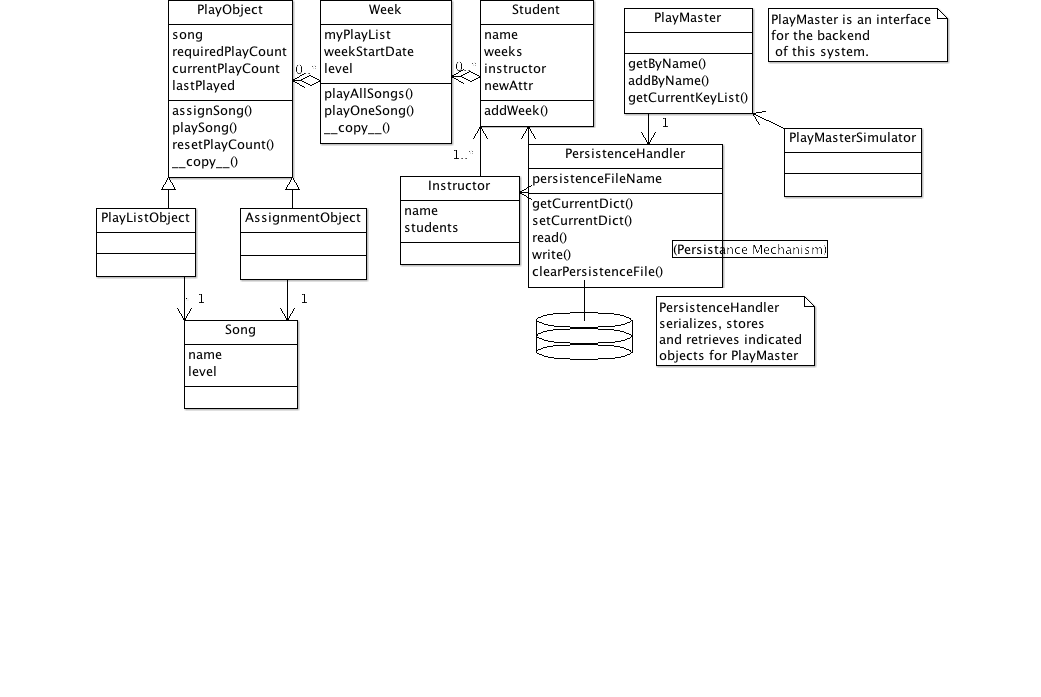 PlayObject
song
requiredPlayCount
currentPlayCount
lastPlayed
assignSong()
playSong()
resetPlayCount()
__copy__()
0..*
Week
myPlayList
weekStartDate
level
playAllSongs()
playOneSong()
__copy__()
0..*
Student
name
weeks
instructor
newAttr
addWeek()
PlayMaster
getByName()
addByName()
getCurrentKeyList()
PlayMaster is an interface
for the backend
of this system.
1
PlayMasterSimulator
1..*
Instructor
name
students
PersistenceHandler
persistenceFileName
getCurrentDict()
setCurrentDict()
read()
write()
clearPersistenceFile()
(Persistance Mechanism)
PlayListObject
AssignmentObject
1
1
Song
name
level
PersistenceHandler
serializes, stores
and retrieves indicated
objects for PlayMaster